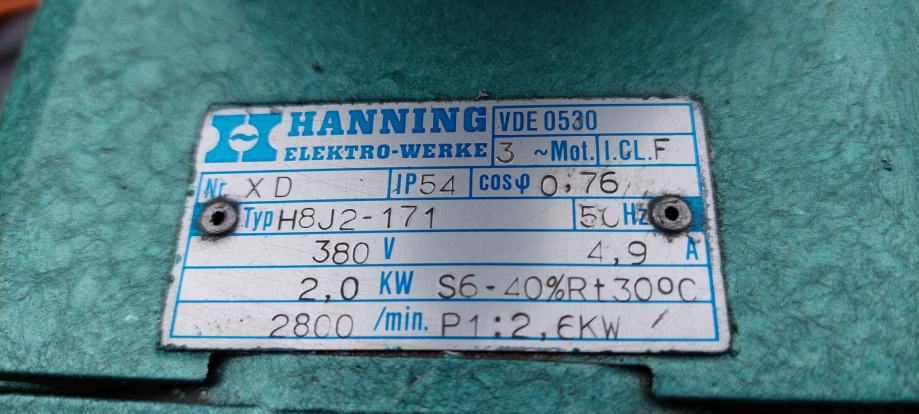 HANNING VDE 0530
ELEKTRO-WERKE 3 ~Mot. I.CL.F
Nr. XD IP54 cosφ 0,76
Typ H8J2-171 50 Hz
380 V 4,9 A
2,0 KW S6-40%Rt30°C
2800 /min. P1:2,6KW